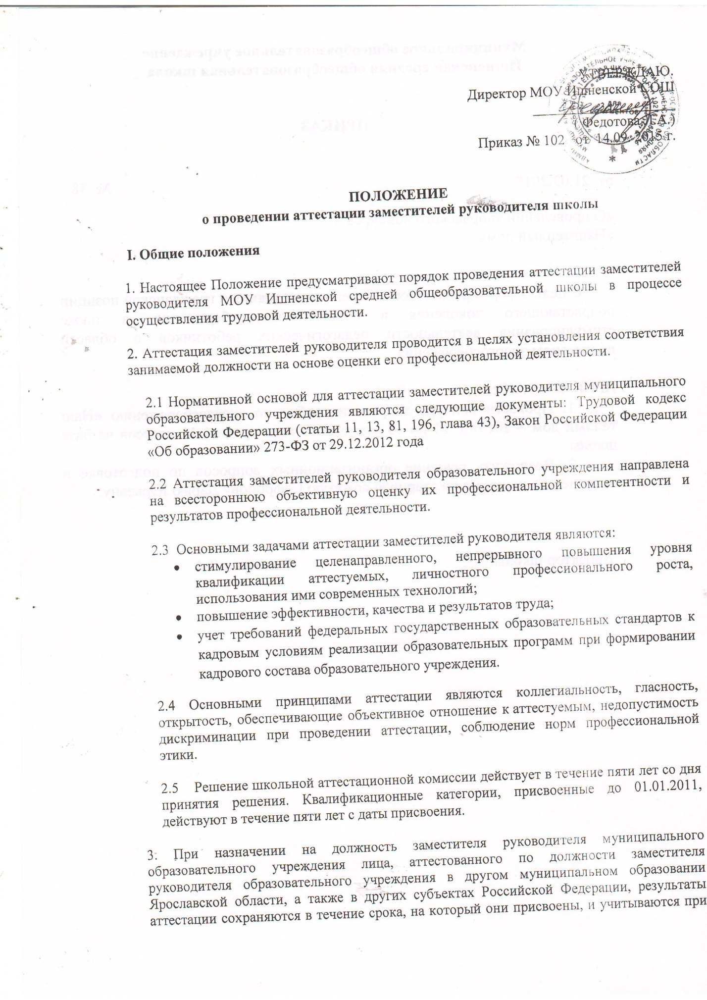 УТВЕРЖДАЮ.
Директор МОУ Ишненской СОШ
Федотова Л.А.)
Приказ № 102 от 14.09. 2015 г.
ПОЛОЖЕНИЕ
о проведении аттестации заместителей руководителя школы
I. Общие положения
1. Настоящее Положение предусматривают порядок проведения аттестации заместителей
руководителя МОУ Ишненской средней общеобразовательной школы в процессе
осуществления трудовой деятельности.
2. Аттестация заместителей руководителя проводится в целях установления соответствия
занимаемой должности на основе оценки его профессиональной деятельности.
2.1 Нормативной основой для аттестации заместителей руководителя муниципального
образовательного учреждения являются следующие документы: Трудовой кодекс
Российской Федерации (статьи 11, 13, 81, 196, глава 43), Закон Российской Федерации
«Об образовании» 273-ФЗ от 29.12.2012 года
2.2 Аттестация заместителей руководителя образовательного учреждения направлена
на всестороннюю объективную оценку их профессиональной компетентности и
результатов профессиональной деятельности.
2.3 Основными задачами аттестации заместителей руководителя являются:
• стимулирование целенаправленного, непрерывного повышения уровня
квалификации аттестуемых, личностного профессионального роста,
использования ими современных технологий;
• повышение эффективности, качества и результатов труда;
• учет требований федеральных государственных образовательных стандартов к
кадровым условиям реализации образовательных программ при формировании
кадрового состава образовательного учреждения.
2.4 Основными принципами аттестации являются коллегиальность, гласность,
открытость, обеспечивающие объективное отношение к аттестуемым, недопустимость
дискриминации при проведении аттестации, соблюдение норм профессиональной
этики.
2.5 Решение школьной аттестационной комиссии действует в течение пяти лет со дня
принятия решения. Квалификационные категории, присвоенные до 01.01.2011,
действуют в течение пяти лет с даты присвоения.
3. При назначении на должность заместителя руководителя муниципального
образовательного учреждения лица, аттестованного по должности заместителя
руководителя образовательного учреждения в другом муниципальном образовании
Ярославской области, а также в других субъектах Российской Федерации, результаты
аттестации сохраняются в течение срока, на который они присвоены, и учитываются при